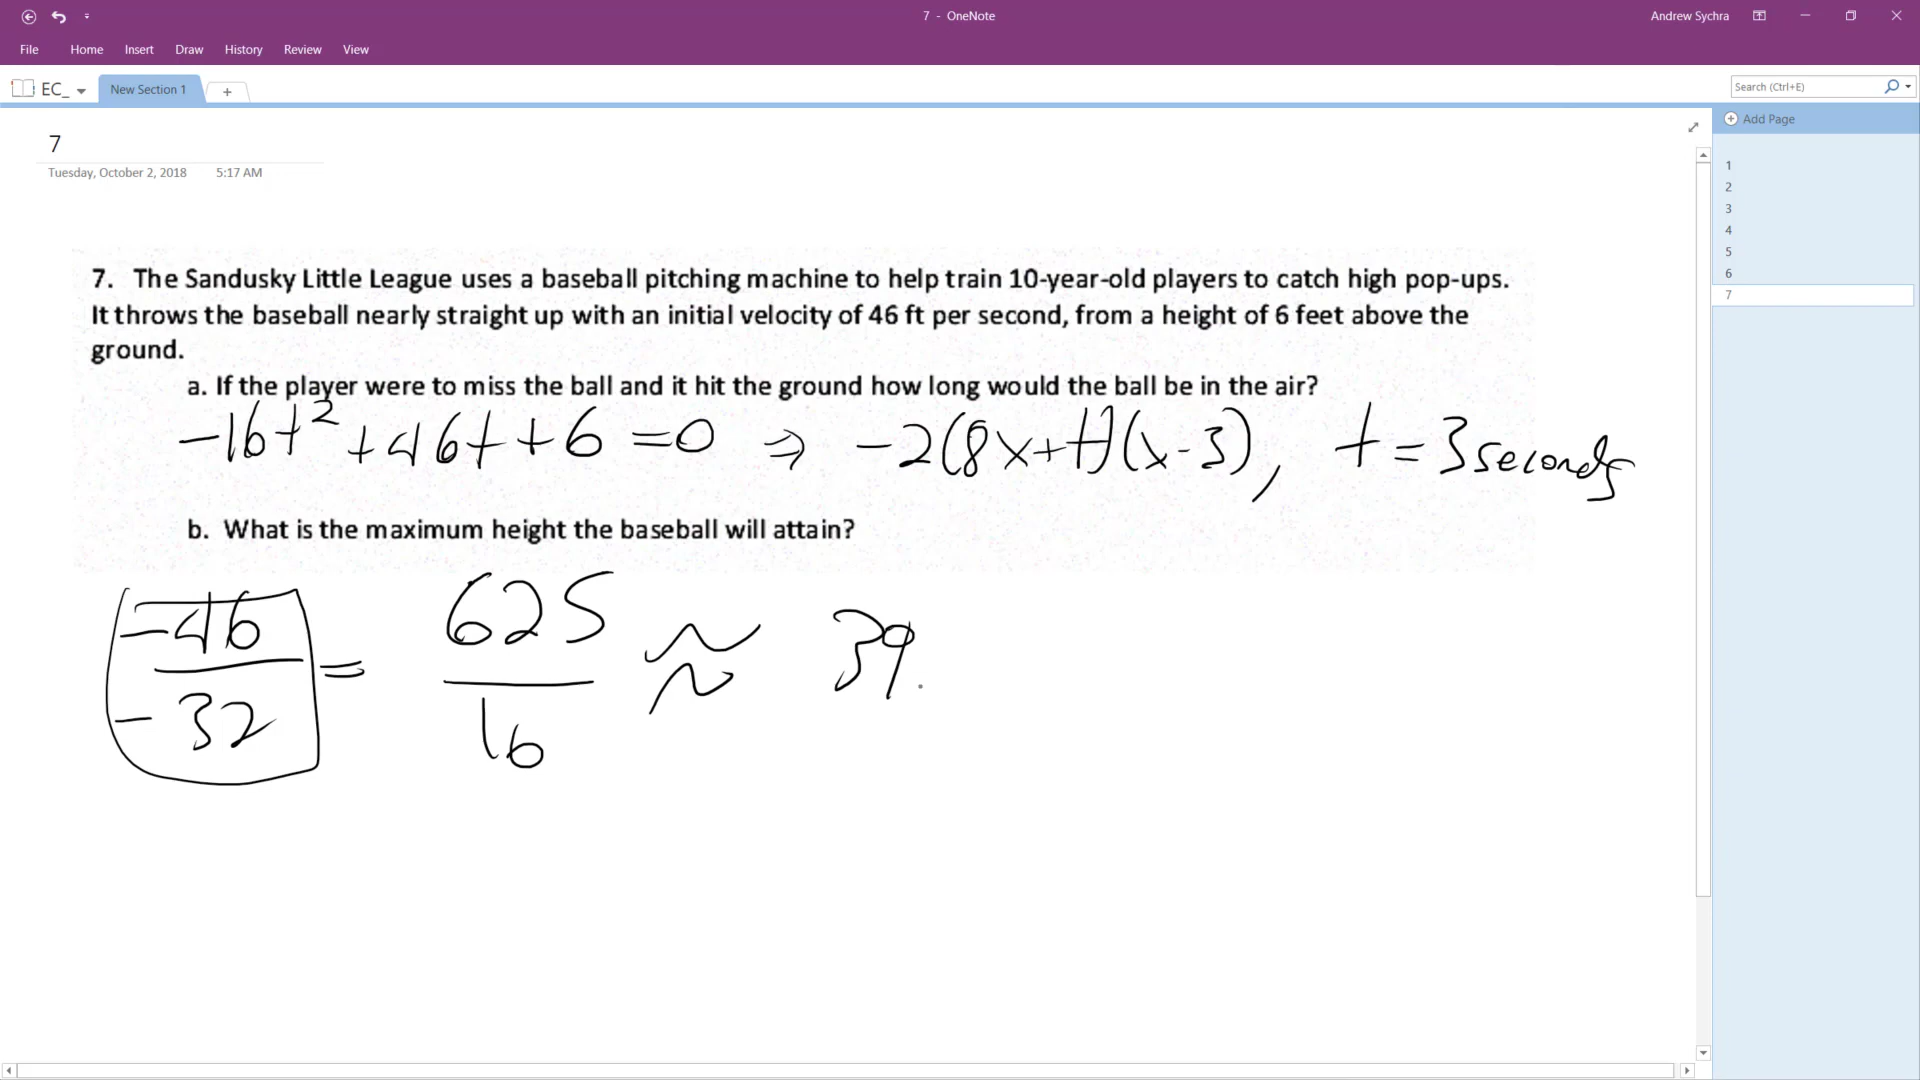 7 - OneNote
Andrew Sychra
File Home Insert Draw History Review View
EC_ New Section 1 +
Search (Ctrl+E)
Add Page
7
Tuesday, October 2, 2018 5:17 AM
1
2
3
4
5
6
7
7. The Sandusky Little League uses a baseball pitching machine to help train 10-year-old players to catch high pop-ups.
It throws the baseball nearly straight up with an initial velocity of 46 ft per second, from a height of 6 feet above the
ground.
a. If the player were to miss the ball and it hit the ground how long would the ball be in the air?
-16t² + 46t + 6 = 0 ⇒ -2(8x+1)(x-3), t = 3 seconds
b. What is the maximum height the baseball will attain?
-46/-32 = 625/16 ≈ 39.